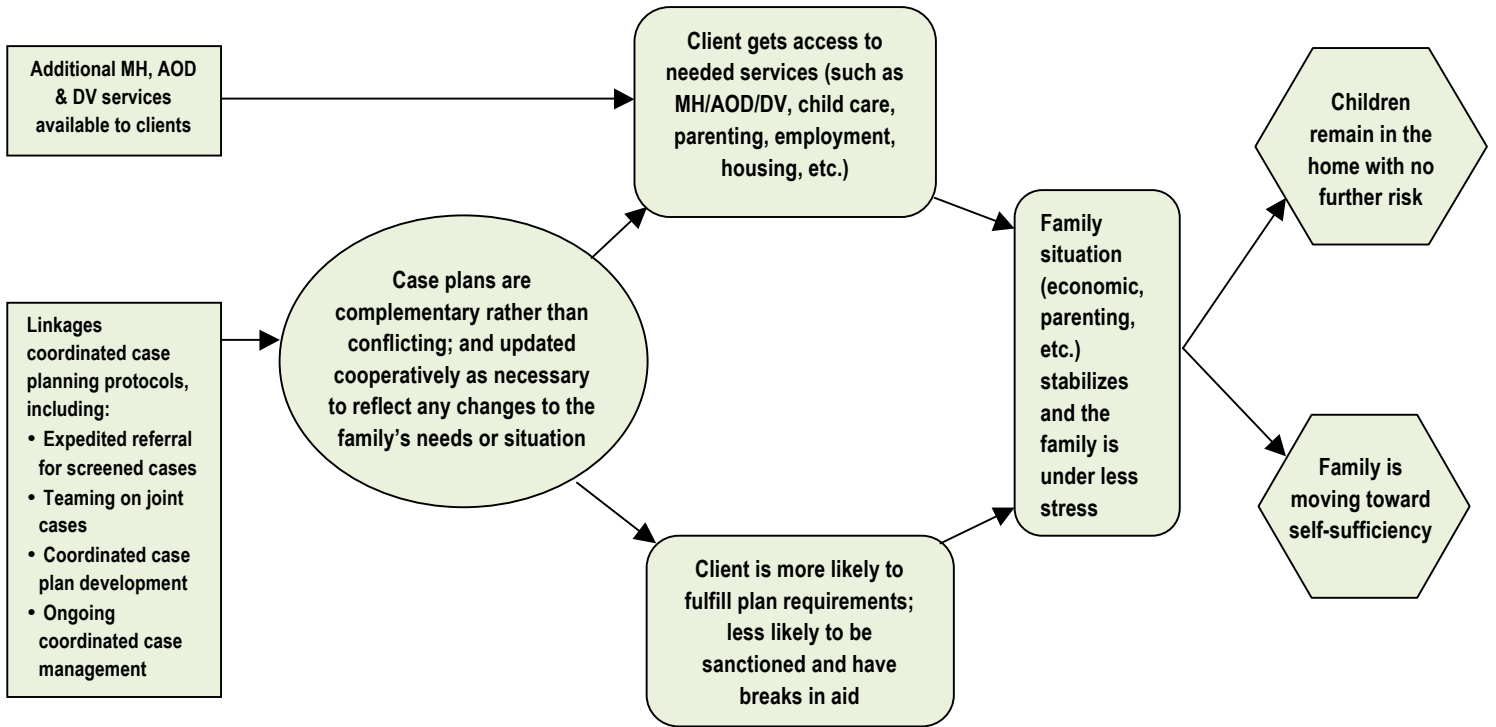 Additional MH, AOD
& DV services
available to clients
Linkages
coordinated case
planning protocols,
including:
• Expedited referral
for screened cases
• Teaming on joint
cases
• Coordinated case
plan development
• Ongoing
coordinated case
management
Case plans are
complementary rather than
conflicting; and updated
cooperatively as necessary
to reflect any changes to the
family's needs or situation
Client gets access to
needed services (such as
MH/AOD/DV, child care,
parenting, employment,
housing, etc.)
Client is more likely to
fulfill plan requirements;
less likely to be
sanctioned and have
breaks in aid
Family
situation
(economic,
parenting,
etc.)
stabilizes
and the
family is
under less
stress
Children
remain in the
home with no
further risk
Family is
moving toward
self-sufficiency